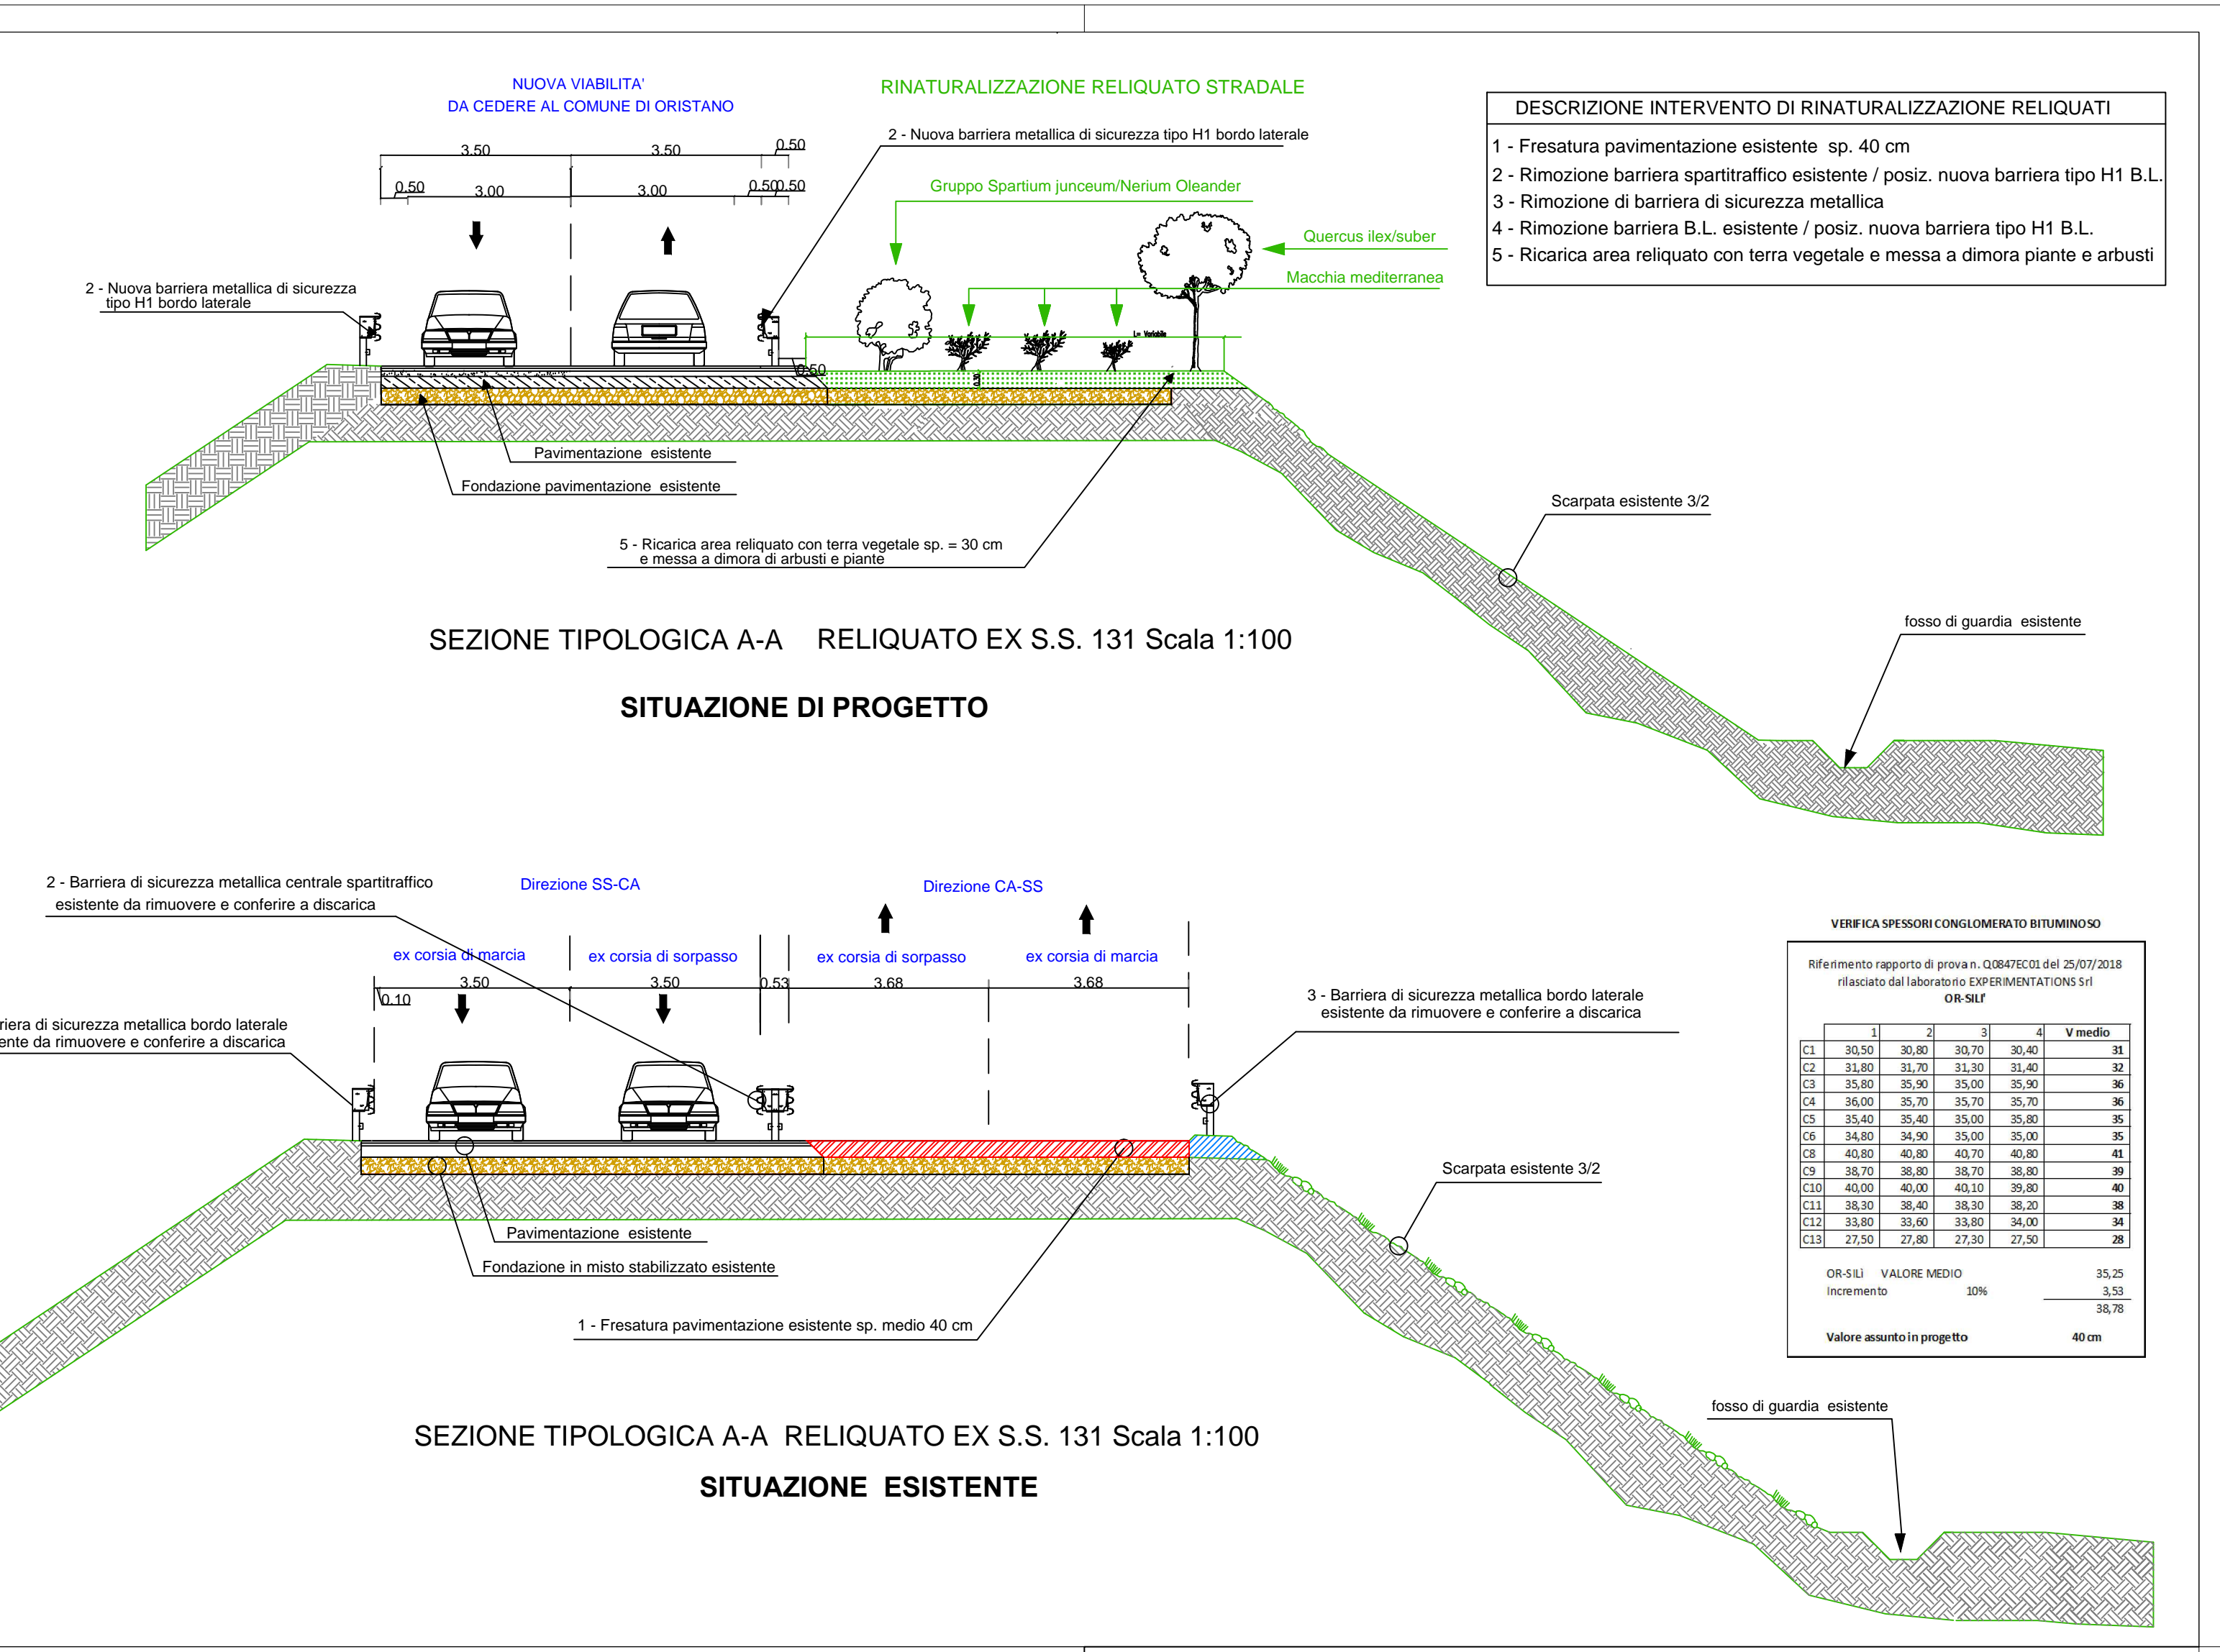 NUOVA VIABILITA'
DA CEDERE AL COMUNE DI ORISTANO
RINATURALIZZAZIONE RELIQUATO STRADALE
3.50 3.50 0.50
0.50 3.00 3.00 0.50 0.50
2 - Nuova barriera metallica di sicurezza tipo H1 bordo laterale
Gruppo Spartium junceum/Nerium Oleander
Quercus ilex/suber
Macchia mediterranea
L= Variabile
2 - Nuova barriera metallica di sicurezza
tipo H1 bordo laterale
0.50
Pavimentazione esistente
Fondazione pavimentazione esistente
5 - Ricarica area reliquato con terra vegetale sp. = 30 cm
e messa a dimora di arbusti e piante
Scarpata esistente 3/2
fosso di guardia esistente
SEZIONE TIPOLOGICA A-A RELIQUATO EX S.S. 131 Scala 1:100
SITUAZIONE DI PROGETTO
DESCRIZIONE INTERVENTO DI RINATURALIZZAZIONE RELIQUATI
1 - Fresatura pavimentazione esistente sp. 40 cm
2 - Rimozione barriera spartitraffico esistente / posiz. nuova barriera tipo H1 B.L.
3 - Rimozione di barriera di sicurezza metallica
4 - Rimozione barriera B.L. esistente / posiz. nuova barriera tipo H1 B.L.
5 - Ricarica area reliquato con terra vegetale e messa a dimora piante e arbusti
2 - Barriera di sicurezza metallica centrale spartitraffico
esistente da rimuovere e conferire a discarica
Direzione SS-CA
Direzione CA-SS
ex corsia di marcia
ex corsia di sorpasso
ex corsia di sorpasso
ex corsia di marcia
3.50 3.50 0.53 3.68 3.68
0.10
riera di sicurezza metallica bordo laterale
ente da rimuovere e conferire a discarica
3 - Barriera di sicurezza metallica bordo laterale
esistente da rimuovere e conferire a discarica
Scarpata esistente 3/2
Pavimentazione esistente
Fondazione in misto stabilizzato esistente
1 - Fresatura pavimentazione esistente sp. medio 40 cm
fosso di guardia esistente
SEZIONE TIPOLOGICA A-A RELIQUATO EX S.S. 131 Scala 1:100
SITUAZIONE ESISTENTE
VERIFICA SPESSORI CONGLOMERATO BITUMINOSO
Riferimento rapporto di prova n. Q0847EC01 del 25/07/2018
rilasciato dal laboratorio EXPERIMENTATIONS Srl
OR-SILI'
1 2 3 4 V medio
C1 30,50 30,80 30,70 30,40 31
C2 31,80 31,70 31,30 31,40 32
C3 35,80 35,90 35,00 35,90 36
C4 36,00 35,70 35,70 35,70 36
C5 35,40 35,40 35,00 35,80 35
C6 34,80 34,90 35,00 35,00 35
C8 40,80 40,80 40,70 40,80 41
C9 38,70 38,80 38,70 38,80 39
C10 40,00 40,00 40,10 39,80 40
C11 38,30 38,40 38,30 38,20 38
C12 33,80 33,60 33,80 34,00 34
C13 27,50 27,80 27,30 27,50 28
OR-SILì VALORE MEDIO 35,25
Incremento 10% 3,53
38,78
Valore assunto in progetto 40 cm